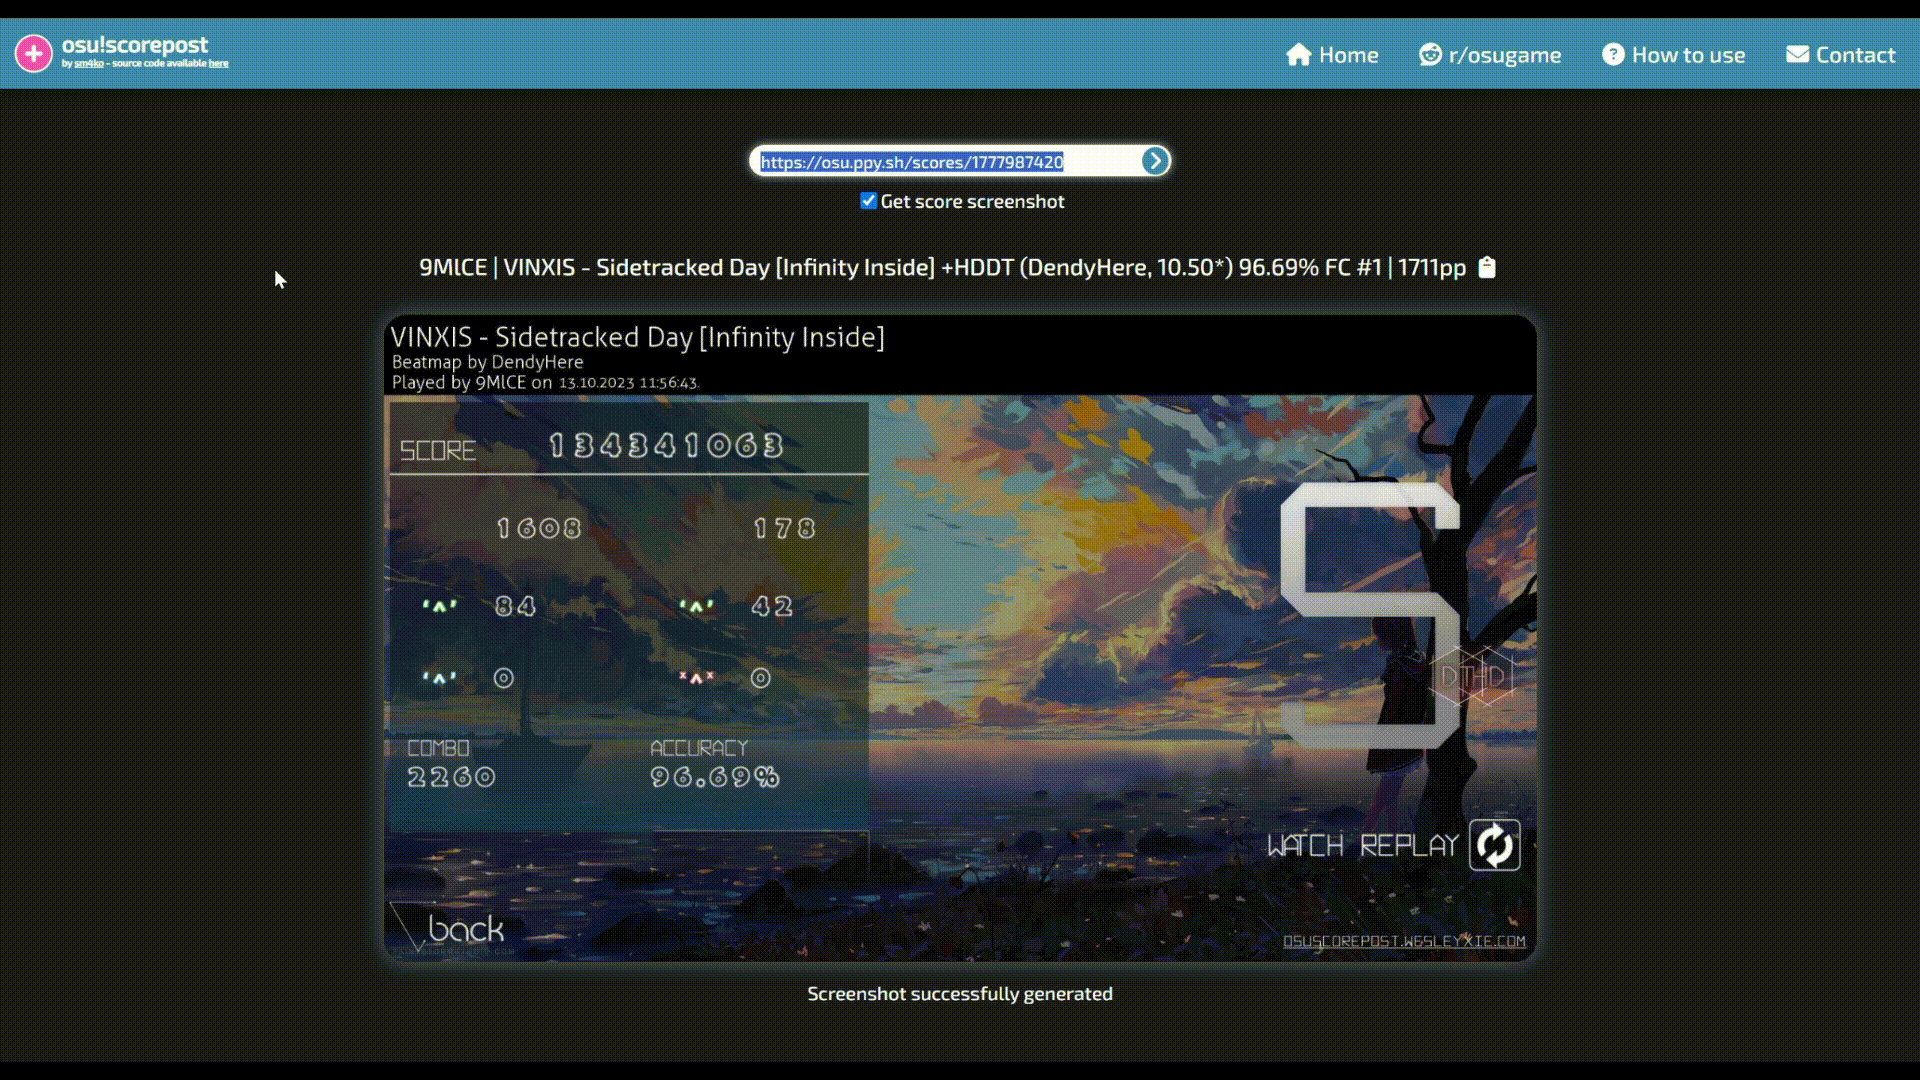 osu!scorepost
by sm4ko - source code available here
Home
r/osugame
How to use
Contact
https://osu.ppy.sh/scores/1777987420
Get score screenshot
9MlCE | VINXIS - Sidetracked Day [Infinity Inside] +HDDT (DendyHere, 10.50*) 96.69% FC #1 | 1711pp
VINXIS - Sidetracked Day [Infinity Inside]
Beatmap by DendyHere
Played by 9MlCE on 13.10.2023 11:56:43.
SCORE 134341063
1608 178
'^' 84 '^' 42
'^' 0 x^x 0
COMBO ACCURACY
2260 96.69%
S
DT HD
WATCH REPLAY
back
OSUSCOREPOST.WESLEYXIE.COM
Screenshot successfully generated